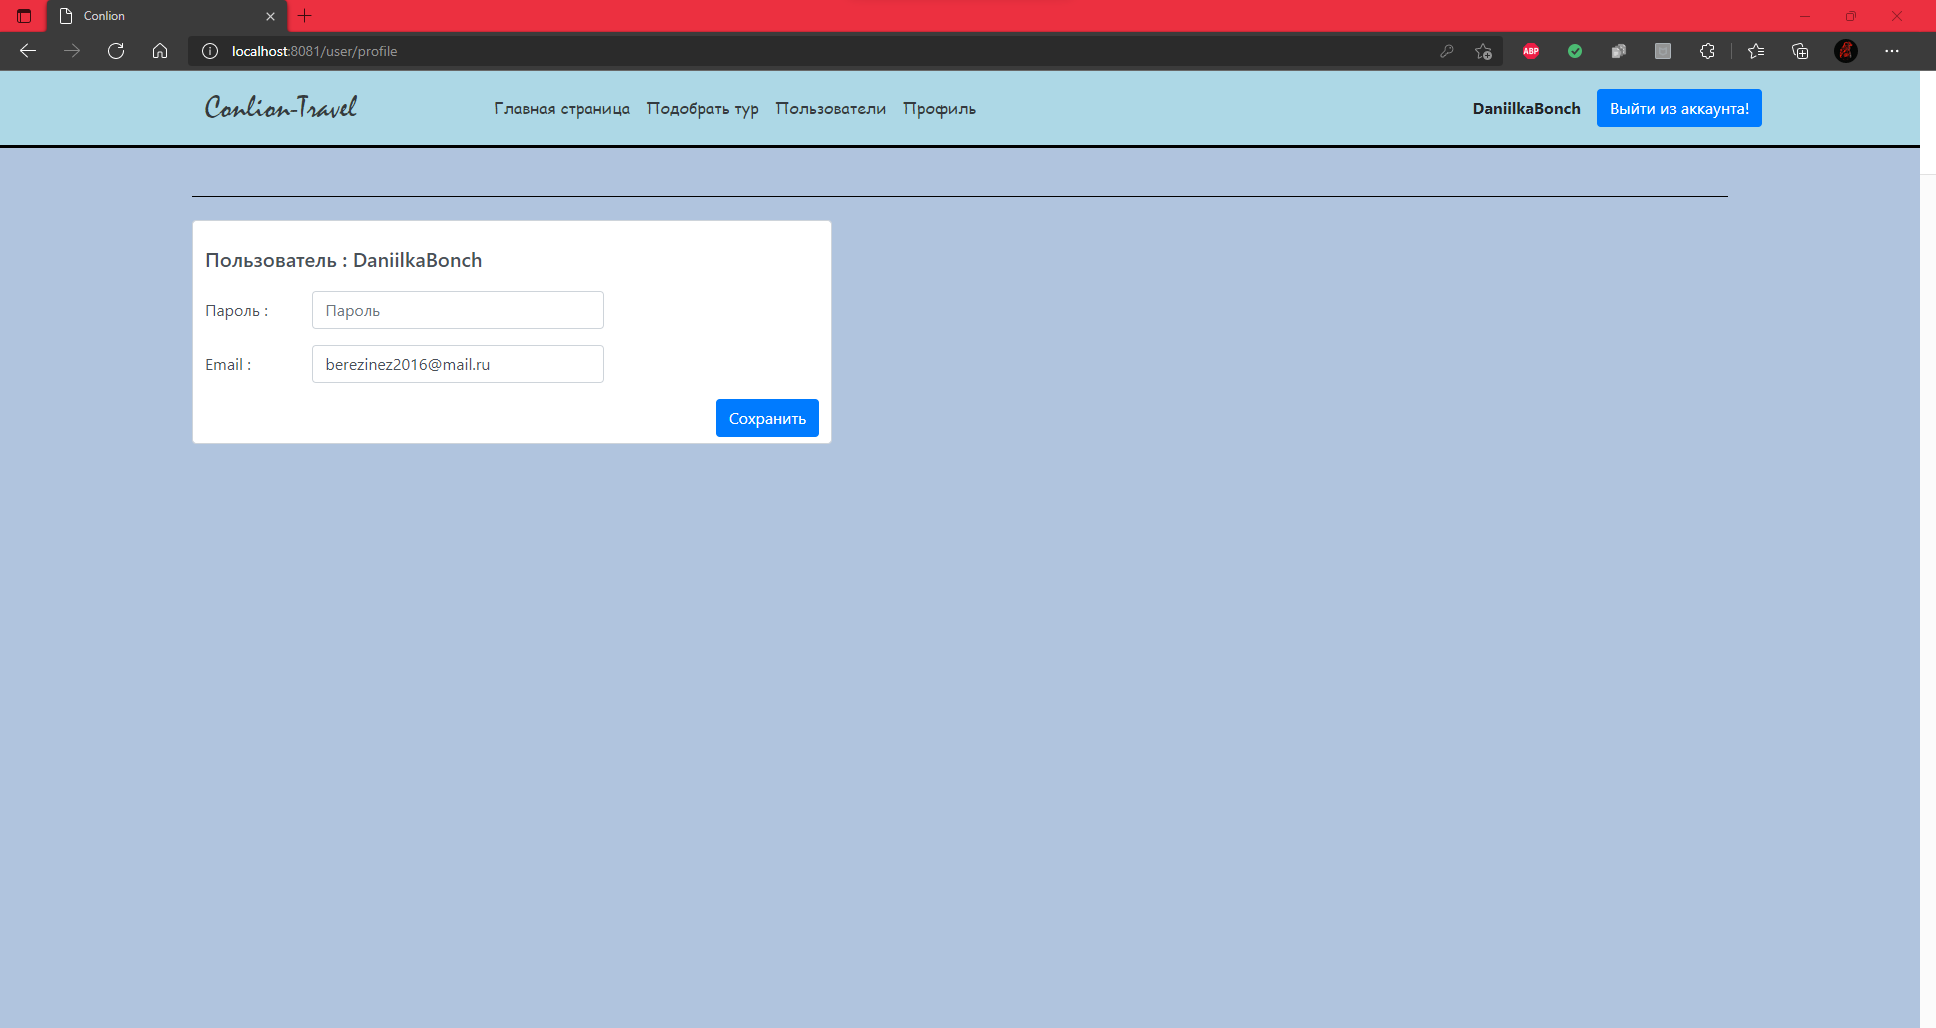 Conlion
localhost:8081/user/profile
ABP
Conlion-Travel
Главная страница Подобрать тур Пользователи Профиль
DaniilkaBonch Выйти из аккаунта!
Пользователь : DaniilkaBonch
Пароль : Пароль
Email : berezinez2016@mail.ru
Сохранить